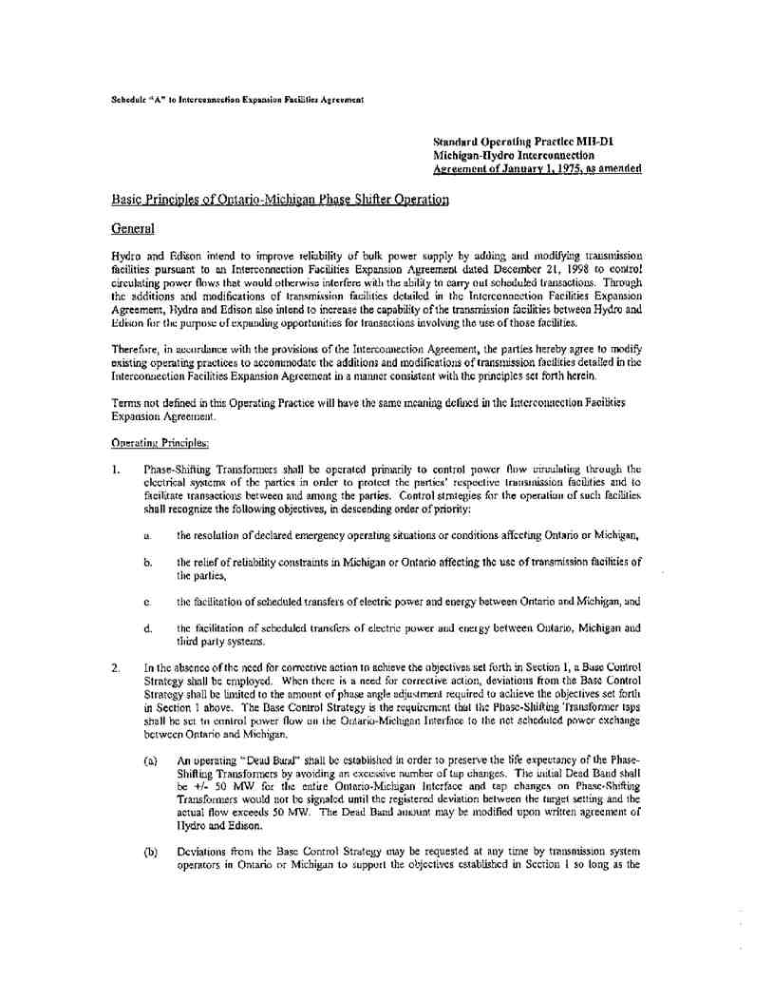 Schedule "A" to Interconnection Expansion Facilities Agreement
Standard Operating Practice MH-D1
Michigan-Hydro Interconnection
Agreement of January 1, 1975, as amended
Basic Principles of Ontario-Michigan Phase Shifter Operation
General
Hydro and Edison intend to improve reliability of bulk power supply by adding and modifying transmission
facilities pursuant to an Interconnection Facilities Expansion Agreement dated December 21, 1998 to control
circulating power flows that would otherwise interfere with the ability to carry out scheduled transactions. Through
the additions and modifications of transmission facilities detailed in the Interconnection Facilities Expansion
Agreement, Hydro and Edison also intend to increase the capability of the transmission facilities between Hydro and
Edison for the purpose of expanding opportunities for transactions involving the use of those facilities.
Therefore, in accordance with the provisions of the Interconnection Agreement, the parties hereby agree to modify
existing operating practices to accommodate the additions and modifications of transmission facilities detailed in the
Interconnection Facilities Expansion Agreement in a manner consistent with the principles set forth herein.
Terms not defined in this Operating Practice will have the same meaning defined in the Interconnection Facilities
Expansion Agreement.
Operating Principles:
1. Phase-Shifting Transformers shall be operated primarily to control power flow circulating through the
electrical systems of the parties in order to protect the parties' respective transmission facilities and to
facilitate transactions between and among the parties. Control strategies for the operation of such facilities
shall recognize the following objectives, in descending order of priority:
a. the resolution of declared emergency operating situations or conditions affecting Ontario or Michigan,
b. the relief of reliability constraints in Michigan or Ontario affecting the use of transmission facilities of
the parties,
c. the facilitation of scheduled transfers of electric power and energy between Ontario and Michigan, and
d. the facilitation of scheduled transfers of electric power and energy between Ontario, Michigan and
third party systems.
2. In the absence of the need for corrective action to achieve the objectives set forth in Section 1, a Base Control
Strategy shall be employed. When there is a need for corrective action, deviations from the Base Control
Strategy shall be limited to the amount of phase angle adjustment required to achieve the objectives set forth
in Section 1 above. The Base Control Strategy is the requirement that the Phase-Shifting Transformer taps
shall be set to control power flow on the Ontario-Michigan Interface to the net scheduled power exchange
between Ontario and Michigan.
(a) An operating "Dead Band" shall be established in order to preserve the life expectancy of the Phase-
Shifting Transformers by avoiding an excessive number of tap changes. The initial Dead Band shall
be +/- 50 MW for the entire Ontario-Michigan Interface and tap changes on Phase-Shifting
Transformers would not be signaled until the registered deviation between the target setting and the
actual flow exceeds 50 MW. The Dead Band amount may be modified upon written agreement of
Hydro and Edison.
(b) Deviations from the Base Control Strategy may be requested at any time by transmission system
operators in Ontario or Michigan to support the objectives established in Section 1 so long as the